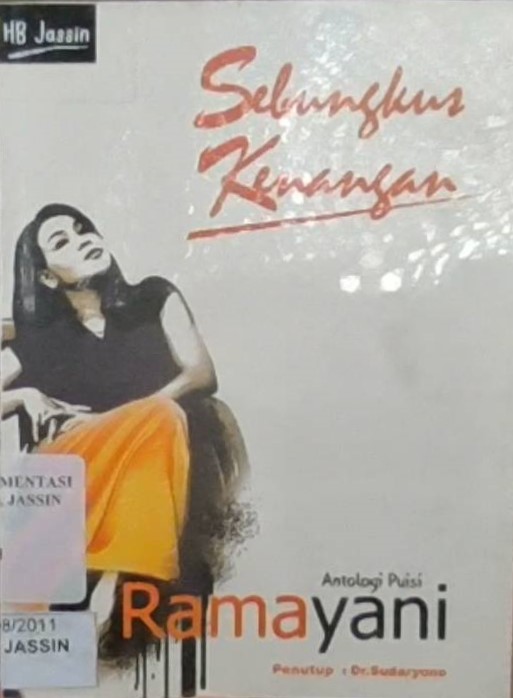 HB Jassin
Sebungkus
Kenangan
MENTASI
JASSIN
Antologi Puisi
Ramayani
8/2011
JASSIN
Penutup : Dr.Sudaryono